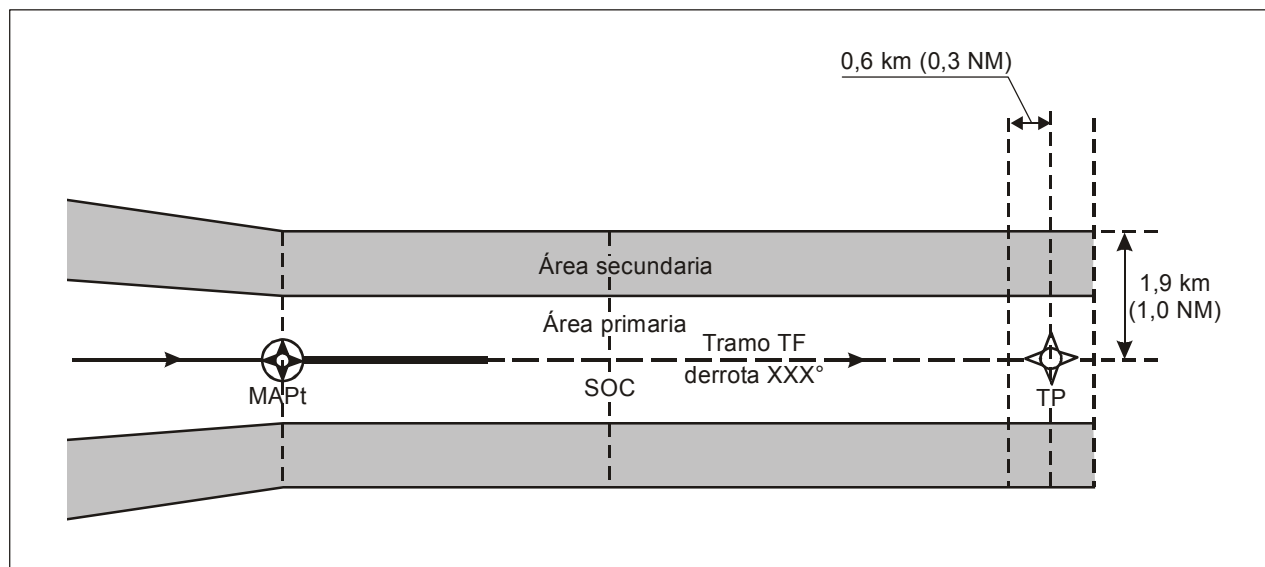 0,6 km (0,3 NM)
Área secundaria
1,9 km
(1,0 NM)
Área primaria
Tramo TF
derrota XXX°
MAPt
SOC
TP